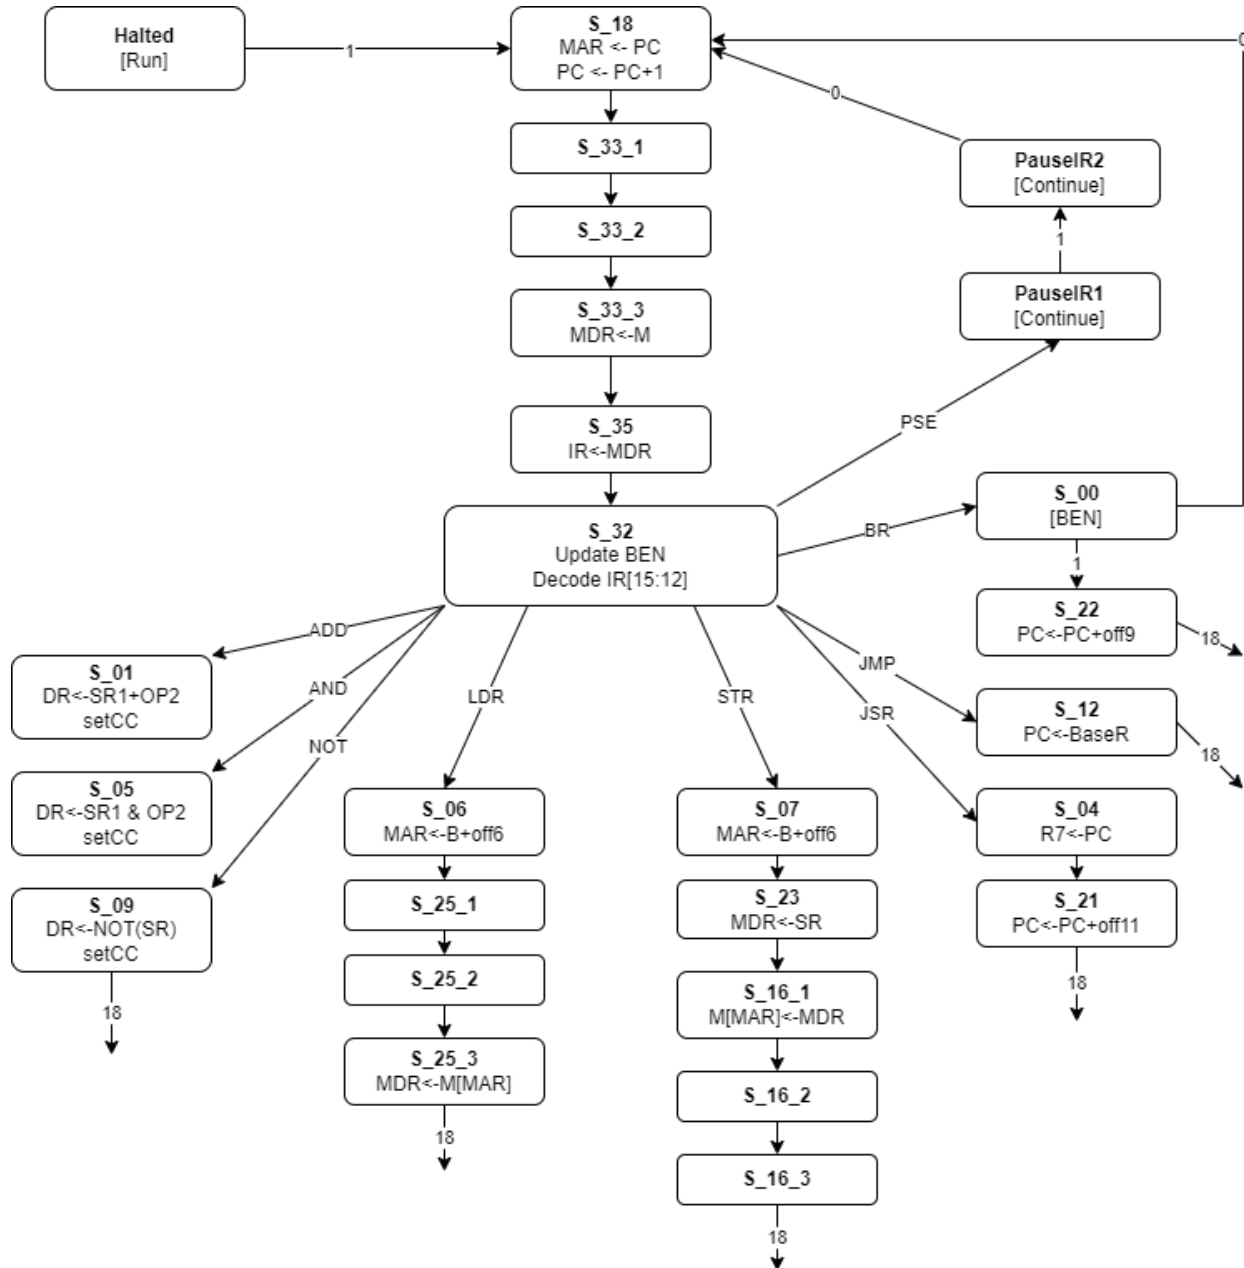 Halted
[Run]
1
S_18
MAR <- PC
PC <- PC+1
0
0
S_33_1
PauseIR2
[Continue]
S_33_2
1
S_33_3
MDR<-M
PauseIR1
[Continue]
S_35
IR<-MDR
PSE
S_32
Update BEN
Decode IR[15:12]
BR
S_00
[BEN]
1
S_22
PC<-PC+off9
18
ADD
AND
NOT
LDR
STR
JMP
JSR
S_01
DR<-SR1+OP2
setCC
S_12
PC<-BaseR
18
S_05
DR<-SR1 & OP2
setCC
S_06
MAR<-B+off6
S_07
MAR<-B+off6
S_04
R7<-PC
S_09
DR<-NOT(SR)
setCC
18
S_25_1
S_23
MDR<-SR
S_21
PC<-PC+off11
18
S_25_2
S_16_1
M[MAR]<-MDR
S_25_3
MDR<-M[MAR]
18
S_16_2
S_16_3
18